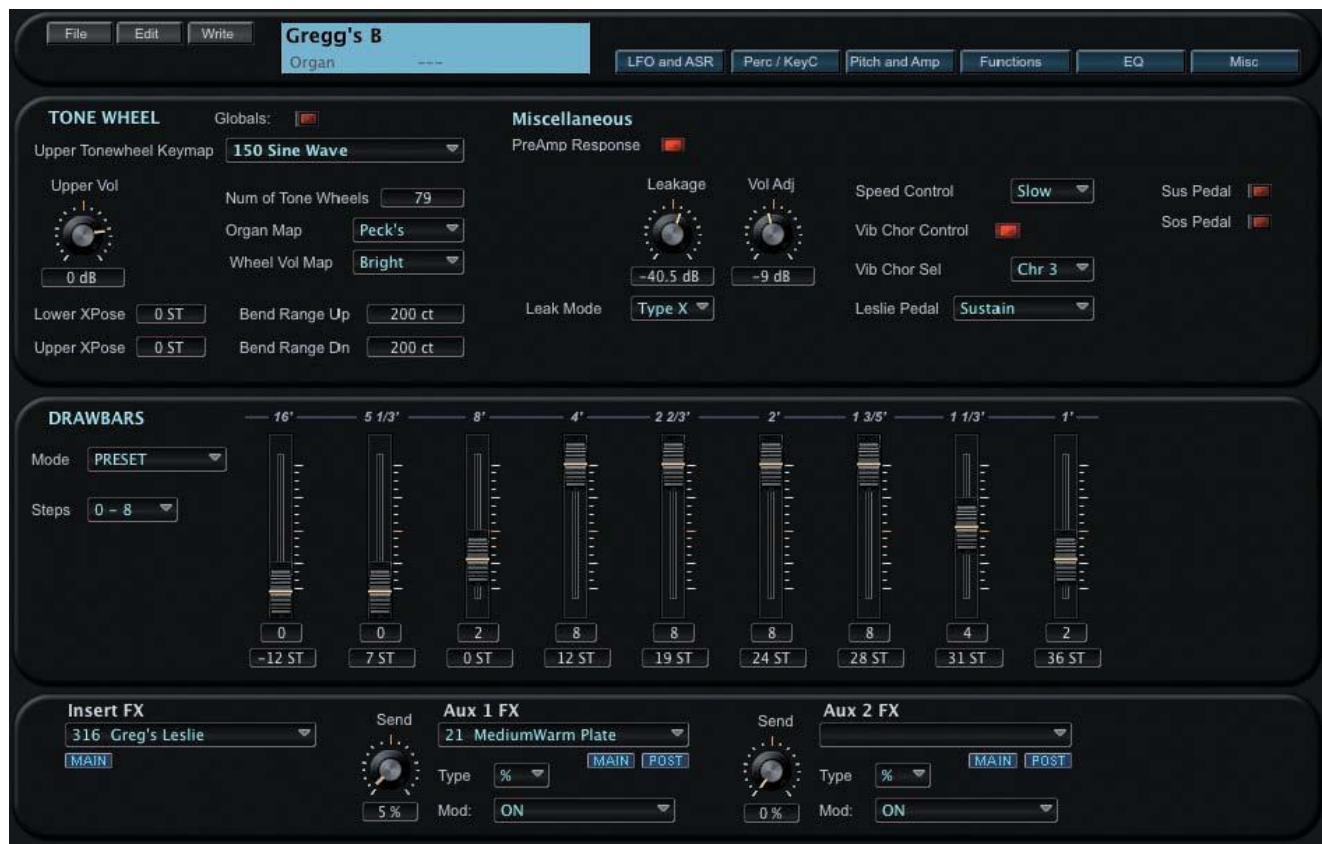 File Edit Write
Gregg's B
Organ ---
LFO and ASR Perc / KeyC Pitch and Amp Functions EQ Misc
TONE WHEEL Globals:
Upper Tonewheel Keymap 150 Sine Wave
Upper Vol
0 dB
Num of Tone Wheels 79
Organ Map Peck's
Wheel Vol Map Bright
Lower XPose 0 ST Bend Range Up 200 ct
Upper XPose 0 ST Bend Range Dn 200 ct
Miscellaneous
PreAmp Response
Leakage Vol Adj
-40.5 dB -9 dB
Leak Mode Type X
Speed Control Slow
Vib Chor Control
Vib Chor Sel Chr 3
Leslie Pedal Sustain
Sus Pedal
Sos Pedal
DRAWBARS
16' 5 1/3' 8' 4' 2 2/3' 2' 1 3/5' 1 1/3' 1'
Mode PRESET
Steps 0 - 8
0 0 2 8 8 8 8 4 2
-12 ST 7 ST 0 ST 12 ST 19 ST 24 ST 28 ST 31 ST 36 ST
Insert FX
316 Greg's Leslie
MAIN
Send
5 %
Aux 1 FX
21 MediumWarm Plate
MAIN POST
Type %
Mod: ON
Send
0 %
Aux 2 FX
MAIN POST
Type %
Mod: ON